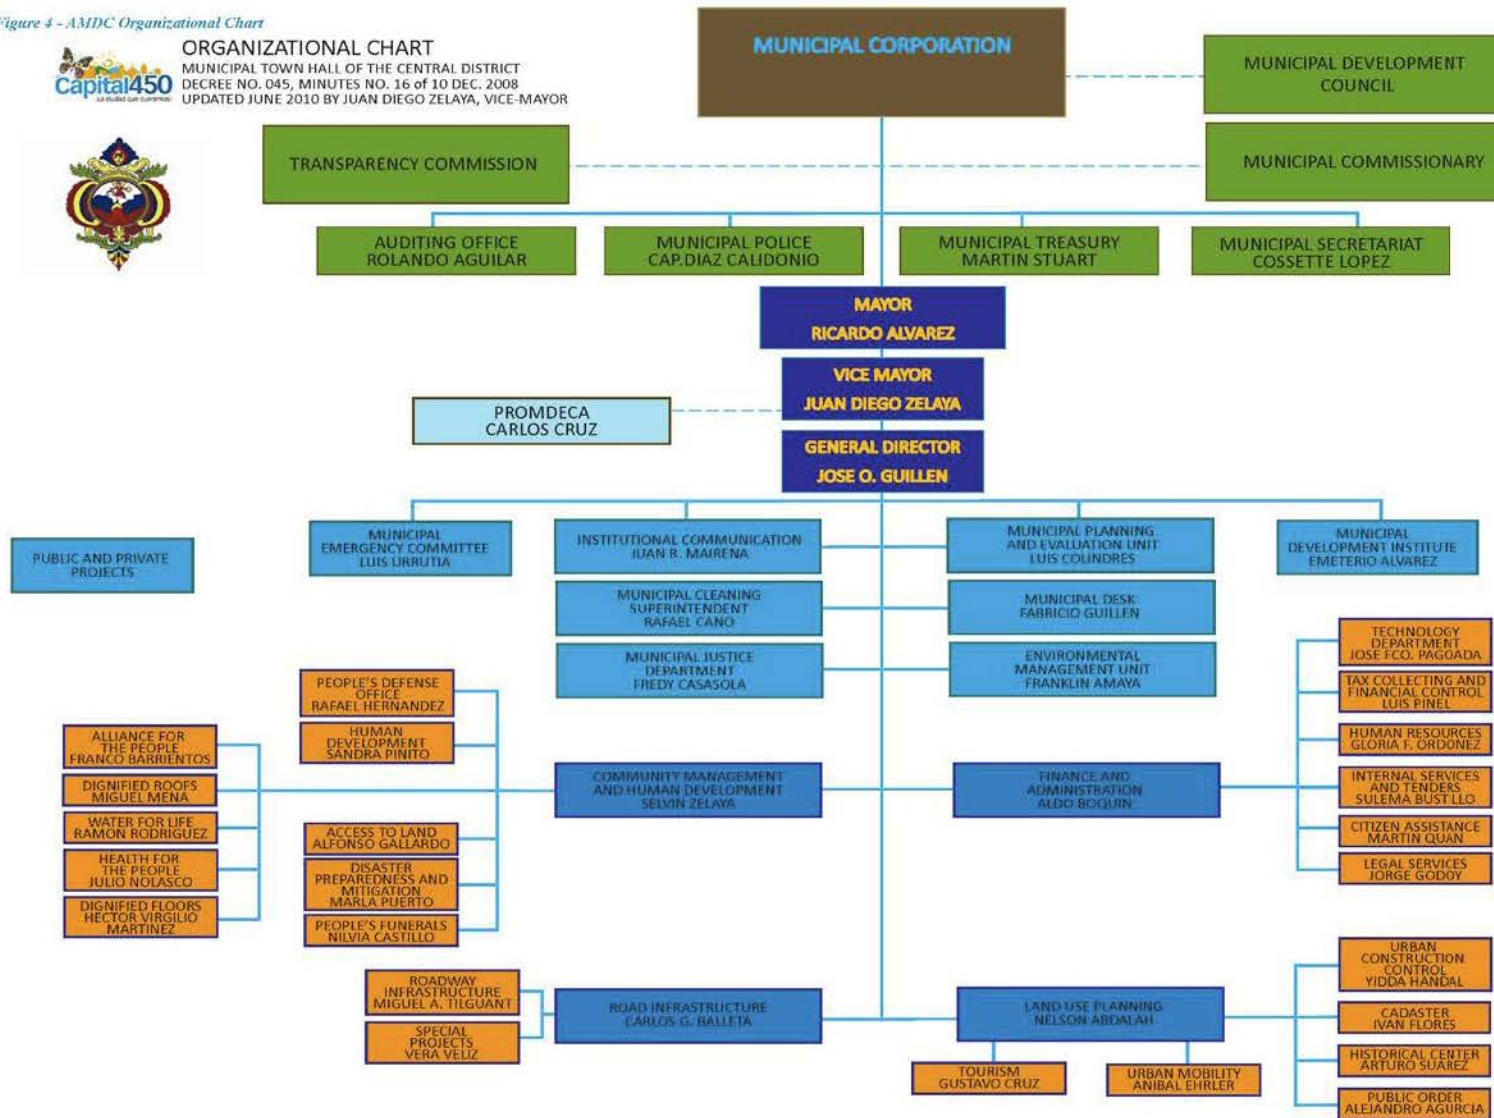 Figure 4 - AMDC Organizational Chart
Capital450
ORGANIZATIONAL CHART
MUNICIPAL TOWN HALL OF THE CENTRAL DISTRICT
DECREE NO. 045, MINUTES NO. 16 of 10 DEC. 2008
UPDATED JUNE 2010 BY JUAN DIEGO ZELAYA, VICE-MAYOR
MUNICIPAL CORPORATION
MUNICIPAL DEVELOPMENT
COUNCIL
TRANSPARENCY COMMISSION
MUNICIPAL COMMISSIONARY
AUDITING OFFICE
ROLANDO AGUILAR
MUNICIPAL POLICE
CAP.DIAZ CALIDONIO
MUNICIPAL TREASURY
MARTIN STUART
MUNICIPAL SECRETARIAT
COSSETTE LOPEZ
MAYOR
RICARDO ALVAREZ
VICE MAYOR
JUAN DIEGO ZELAYA
PROMDECA
CARLOS CRUZ
GENERAL DIRECTOR
JOSE O. GUILLEN
PUBLIC AND PRIVATE
PROJECTS
MUNICIPAL
EMERGENCY COMMITTEE
LUIS URRUTIA
INSTITUTIONAL COMMUNICATION
JUAN R. MAIRENA
MUNICIPAL PLANNING
AND EVALUATION UNIT
LUIS COLINDRES
MUNICIPAL
DEVELOPMENT INSTITUTE
EMETERIO ALVAREZ
MUNICIPAL CLEANING
SUPERINTENDENT
RAFAEL CANO
MUNICIPAL DESK
FABRICIO GUILLEN
MUNICIPAL JUSTICE
DEPARTMENT
FREDY CASASOLA
ENVIRONMENTAL
MANAGEMENT UNIT
FRANKLIN AMAYA
PEOPLE'S DEFENSE
OFFICE
RAFAEL HERNANDEZ
HUMAN
DEVELOPMENT
SANDRA PINITO
ALLIANCE FOR
THE PEOPLE
FRANCO BARRIENTOS
DIGNIFIED ROOFS
MIGUEL MENA
WATER FOR LIFE
RAMON RODRIGUEZ
HEALTH FOR
THE PEOPLE
JULIO NOLASCO
DIGNIFIED FLOORS
HECTOR VIRGILIO
MARTINEZ
COMMUNITY MANAGEMENT
AND HUMAN DEVELOPMENT
SELVIN ZELAYA
FINANCE AND
ADMINISTRATION
ALDO BOQUIN
ACCESS TO LAND
ALFONSO GALLARDO
DISASTER
PREPAREDNESS AND
MITIGATION
MARLA PUERTO
PEOPLE'S FUNERALS
NILVIA CASTILLO
TECHNOLOGY
DEPARTMENT
JOSE FCO. PAGOADA
TAX COLLECTING AND
FINANCIAL CONTROL
LUIS PINEL
HUMAN RESOURCES
GLORIA F. ORDONEZ
INTERNAL SERVICES
AND TENDERS
SULEMA BUSTILLO
CITIZEN ASSISTANCE
MARTIN QUAN
LEGAL SERVICES
JORGE GODOY
ROADWAY
INFRASTRUCTURE
MIGUEL A. TILGUANT
SPECIAL
PROJECTS
VERA VELIZ
ROAD INFRASTRUCTURE
CARLOS G. BALLETA
LAND USE PLANNING
NELSON ABDALAH
TOURISM
GUSTAVO CRUZ
URBAN MOBILITY
ANIBAL EHRLER
URBAN
CONSTRUCTION
CONTROL
YIDDA HANDAL
CADASTER
IVAN FLORES
HISTORICAL CENTER
ARTURO SUAREZ
PUBLIC ORDER
ALEJANDRO AGURCIA